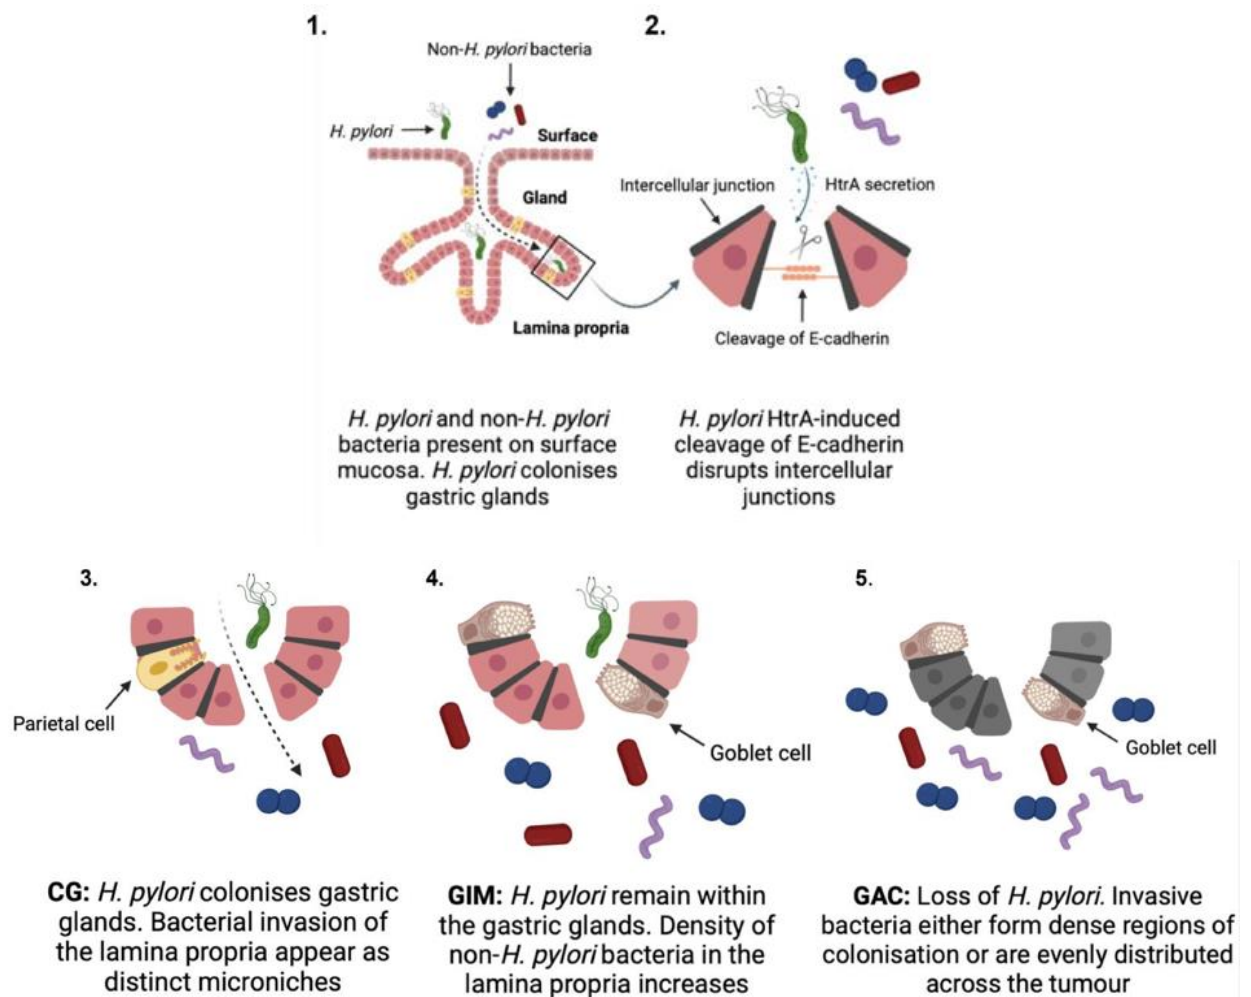 1.
Non-H. pylori bacteria
H. pylori
Surface
Gland
Lamina propria
H. pylori and non-H. pylori
bacteria present on surface
mucosa. H. pylori colonises
gastric glands
2.
Intercellular junction
HtrA secretion
Cleavage of E-cadherin
H. pylori HtrA-induced
cleavage of E-cadherin
disrupts intercellular
junctions
3.
Parietal cell
CG: H. pylori colonises gastric
glands. Bacterial invasion of
the lamina propria appear as
distinct microniches
4.
Goblet cell
GIM: H. pylori remain within
the gastric glands. Density of
non-H. pylori bacteria in the
lamina propria increases
5.
Goblet cell
GAC: Loss of H. pylori. Invasive
bacteria either form dense regions of
colonisation or are evenly distributed
across the tumour